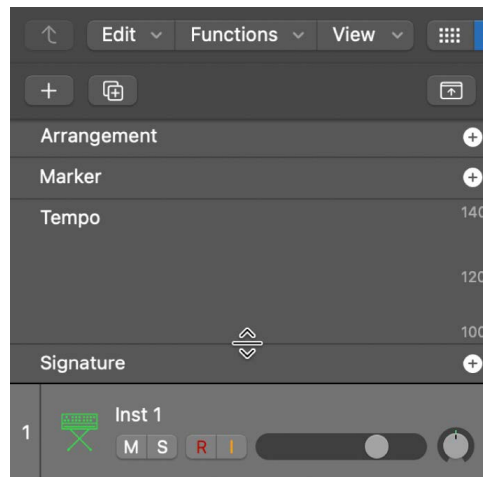 Edit Functions View
Arrangement
Marker
Tempo
140
120
100
Signature
1 Inst 1
M S R I